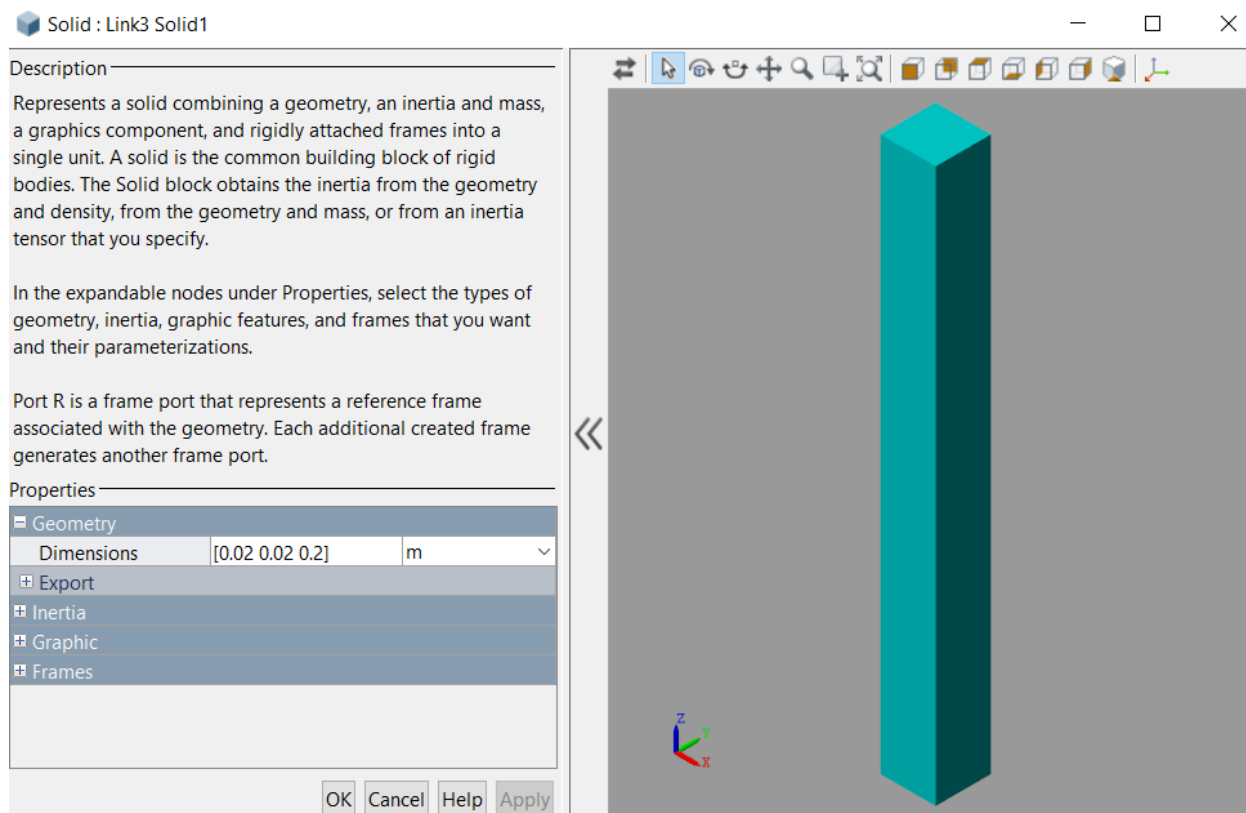 Solid : Link3 Solid1
Description
Represents a solid combining a geometry, an inertia and mass,
a graphics component, and rigidly attached frames into a
single unit. A solid is the common building block of rigid
bodies. The Solid block obtains the inertia from the geometry
and density, from the geometry and mass, or from an inertia
tensor that you specify.
In the expandable nodes under Properties, select the types of
geometry, inertia, graphic features, and frames that you want
and their parameterizations.
Port R is a frame port that represents a reference frame
associated with the geometry. Each additional created frame
generates another frame port.
Properties
Geometry
Dimensions [0.02 0.02 0.2] m
Export
Inertia
Graphic
Frames
OK Cancel Help Apply
Z
Y
X